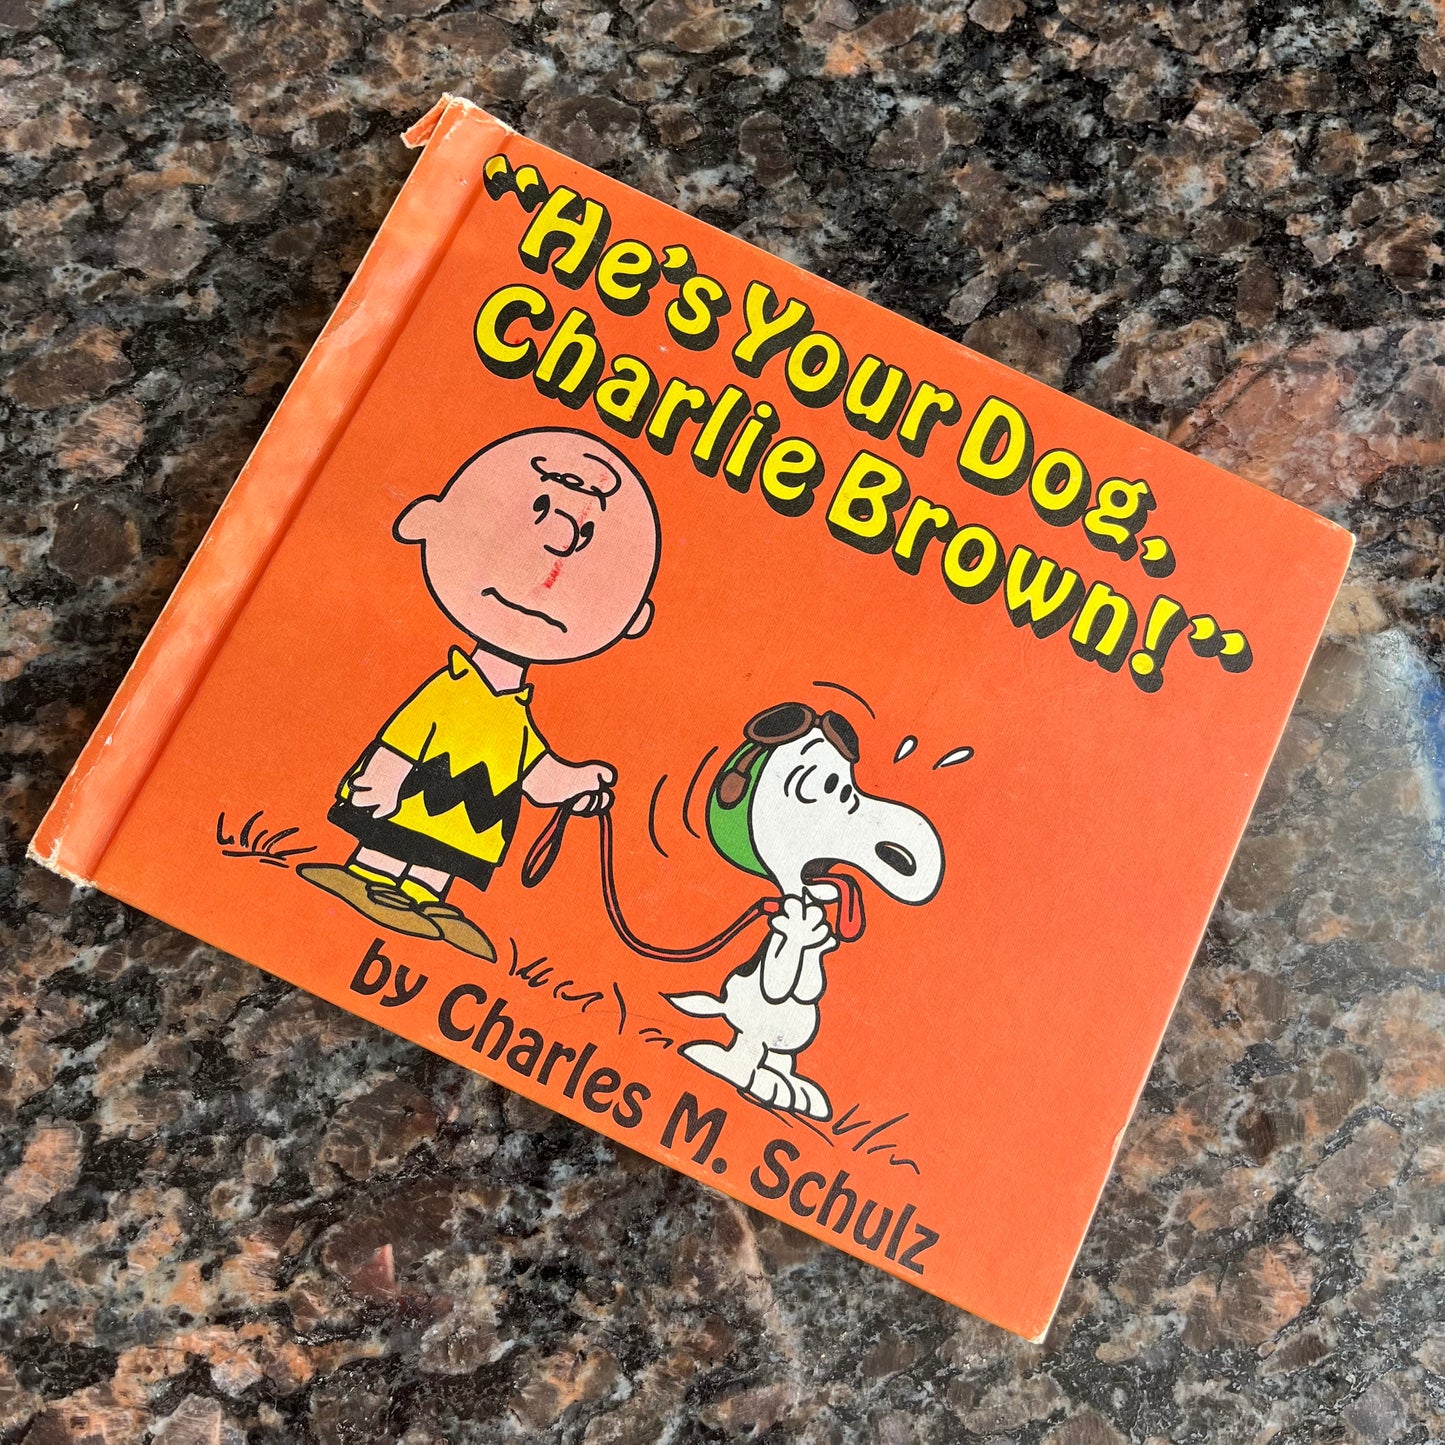 “He’s Your Dog,
Charlie Brown!”
by Charles M. Schulz